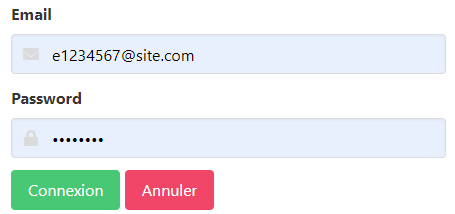 Email
e1234567@site.com
Password
••••••••
Connexion Annuler